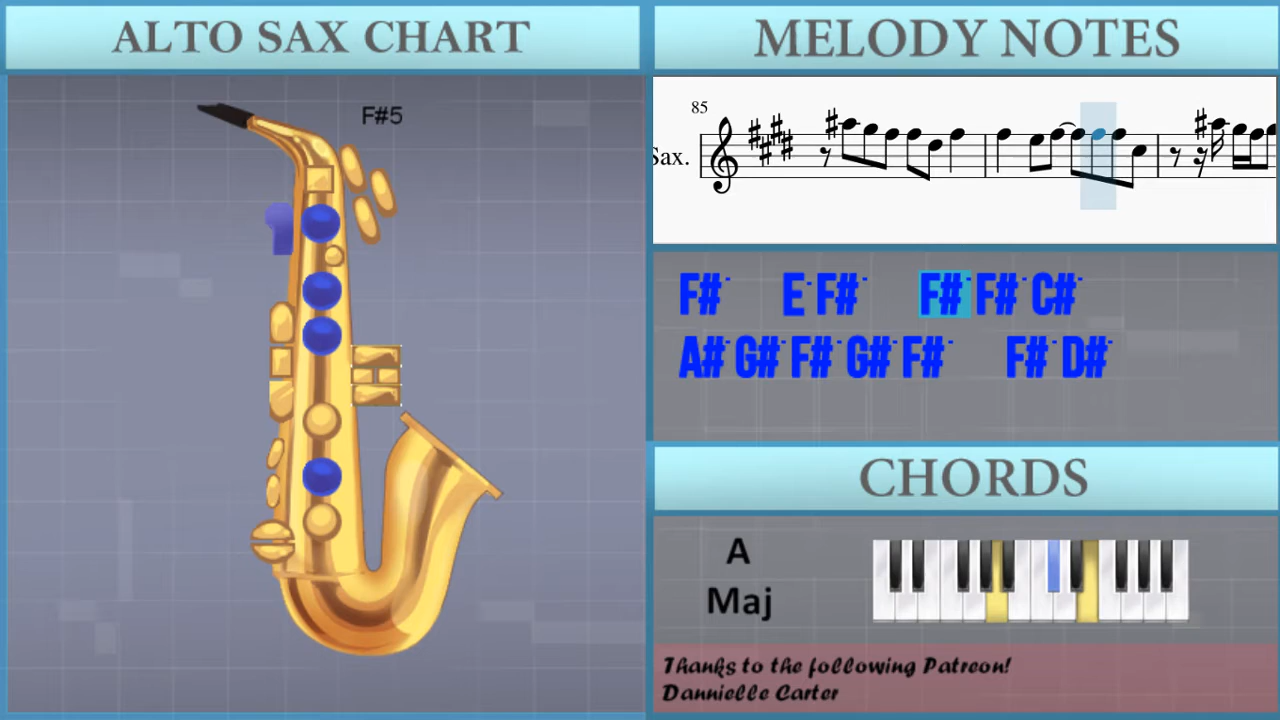 ALTO SAX CHART
F#5
MELODY NOTES
85
Sax.
F#- E-F#- F#-F#-C#-
A#-G#-F#-G#-F#- F#-D#-
CHORDS
A
Maj
Thanks to the following Patreon!
Dannielle Carter